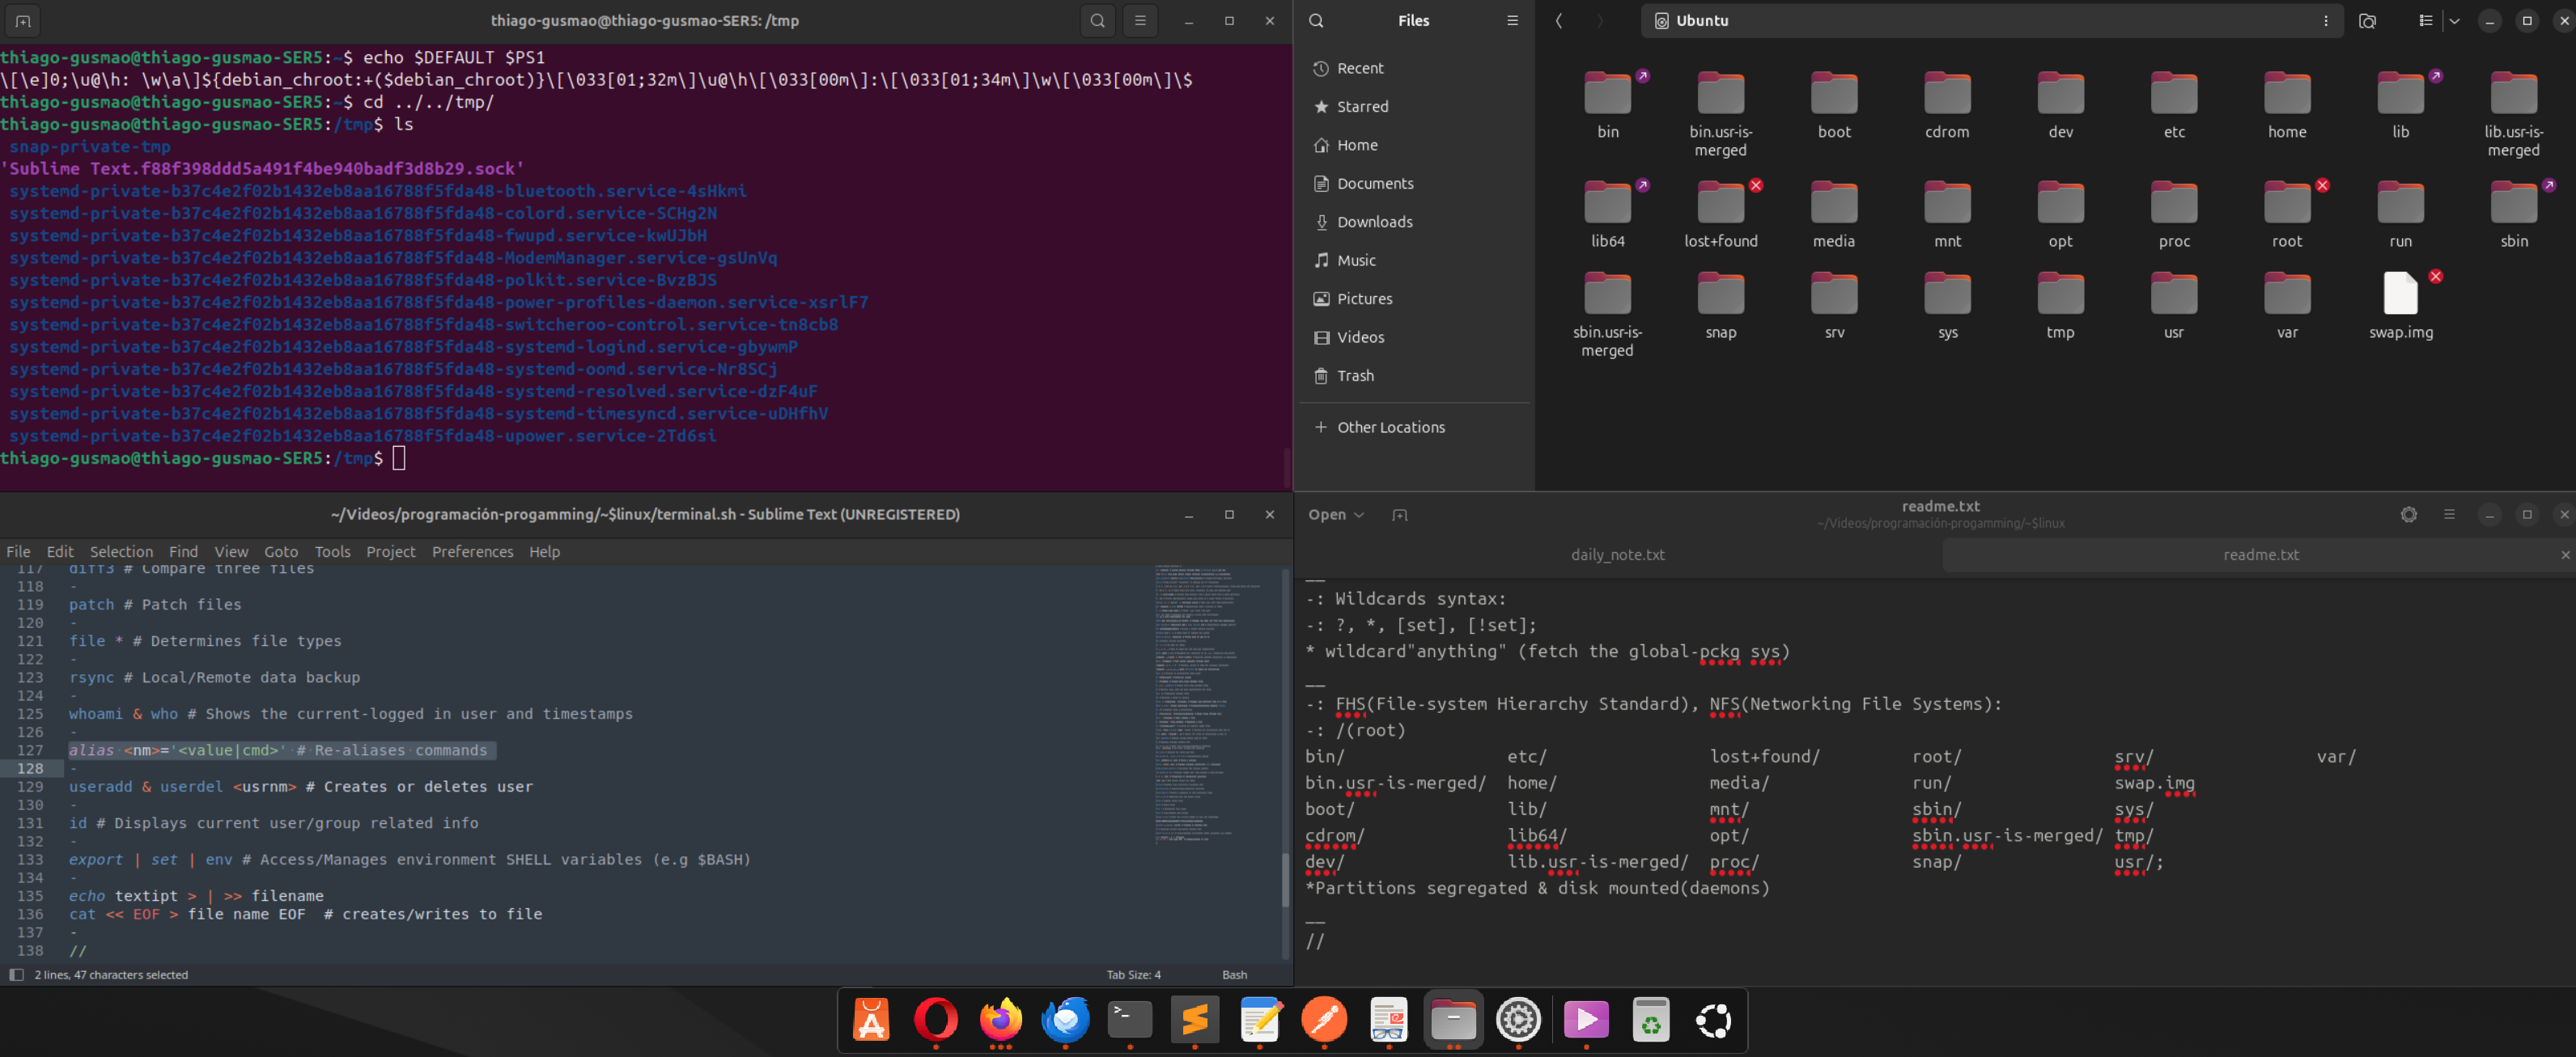 thiago-gusmao@thiago-gusmao-SER5: /tmp
thiago-gusmao@thiago-gusmao-SER5:~$ echo $DEFAULT $PS1
\[\e]0;\u@\h: \w\a\]${debian_chroot:+($debian_chroot)}\[\033[01;32m\]\u@\h\[\033[00m\]:\[\033[01;34m\]\w\[\033[00m\]\$
thiago-gusmao@thiago-gusmao-SER5:~$ cd ../../tmp/
thiago-gusmao@thiago-gusmao-SER5:/tmp$ ls
snap-private-tmp
'Sublime Text.f88f398ddd5a491f4be940badf3d8b29.sock'
systemd-private-b37c4e2f02b1432eb8aa16788f5fda48-bluetooth.service-4sHkmi
systemd-private-b37c4e2f02b1432eb8aa16788f5fda48-colord.service-SCHg2N
systemd-private-b37c4e2f02b1432eb8aa16788f5fda48-fwupd.service-kwUJbH
systemd-private-b37c4e2f02b1432eb8aa16788f5fda48-ModemManager.service-gsUnVq
systemd-private-b37c4e2f02b1432eb8aa16788f5fda48-polkit.service-BvzBJS
systemd-private-b37c4e2f02b1432eb8aa16788f5fda48-power-profiles-daemon.service-xsrlF7
systemd-private-b37c4e2f02b1432eb8aa16788f5fda48-switcheroo-control.service-tn8cb8
systemd-private-b37c4e2f02b1432eb8aa16788f5fda48-systemd-logind.service-gbywmP
systemd-private-b37c4e2f02b1432eb8aa16788f5fda48-systemd-oomd.service-Nr8SCj
systemd-private-b37c4e2f02b1432eb8aa16788f5fda48-systemd-resolved.service-dzF4uF
systemd-private-b37c4e2f02b1432eb8aa16788f5fda48-systemd-timesyncd.service-uDHfhV
systemd-private-b37c4e2f02b1432eb8aa16788f5fda48-upower.service-2Td6si
thiago-gusmao@thiago-gusmao-SER5:/tmp$
Files
Recent
Starred
Home
Documents
Downloads
Music
Pictures
Videos
Trash
Other Locations
Ubuntu
bin bin.usr-is-merged boot cdrom dev etc home lib lib.usr-is-merged
lib64 lost+found media mnt opt proc root run sbin
sbin.usr-is-merged snap srv sys tmp usr var swap.img
~/Videos/programación-progamming/~$linux/terminal.sh - Sublime Text (UNREGISTERED)
File Edit Selection Find View Goto Tools Project Preferences Help
117 diff3 # Compare three files
118 -
119 patch # Patch files
120 -
121 file * # Determines file types
122 -
123 rsync # Local/Remote data backup
124 -
125 whoami & who # Shows the current-logged in user and timestamps
126 -
127 alias <nm>='<value|cmd>' # Re-aliases commands
128 -
129 useradd & userdel <usrnm> # Creates or deletes user
130 -
131 id # Displays current user/group related info
132 -
133 export | set | env # Access/Manages environment SHELL variables (e.g $BASH)
134 -
135 echo textipt > | >> filename
136 cat << EOF > file name EOF  # creates/writes to file
137 -
138 //
2 lines, 47 characters selected
Tab Size: 4
Bash
Open
readme.txt
~/Videos/programación-progamming/~$linux
daily_note.txt
readme.txt
__
-: Wildcards syntax:
-: ?, *, [set], [!set];
* wildcard"anything" (fetch the global-pckg sys)
__
-: FHS(File-system Hierarchy Standard), NFS(Networking File Systems):
-: /(root)
bin/ etc/ lost+found/ root/ srv/ var/
bin.usr-is-merged/ home/ media/ run/ swap.img
boot/ lib/ mnt/ sbin/ sys/
cdrom/ lib64/ opt/ sbin.usr-is-merged/ tmp/
dev/ lib.usr-is-merged/ proc/ snap/ usr/;
*Partitions segregated & disk mounted(daemons)
__
//